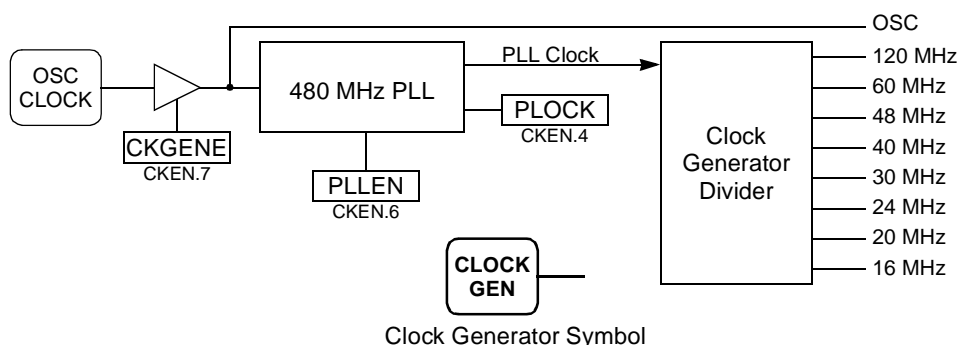 OSC
OSC
CLOCK
480 MHz PLL
PLL Clock
PLOCK
CKEN.4
CKGENE
CKEN.7
PLLEN
CKEN.6
Clock
Generator
Divider
120 MHz
60 MHz
48 MHz
40 MHz
30 MHz
24 MHz
20 MHz
16 MHz
CLOCK
GEN
Clock Generator Symbol